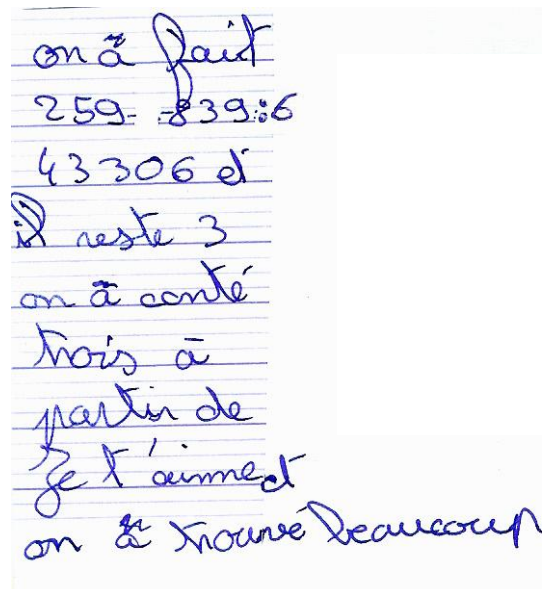 on à fait
259-839:6
43306 et
il reste 3
on à conté
trois à
partir de
Je t'aime et
on à trouvé beaucoup